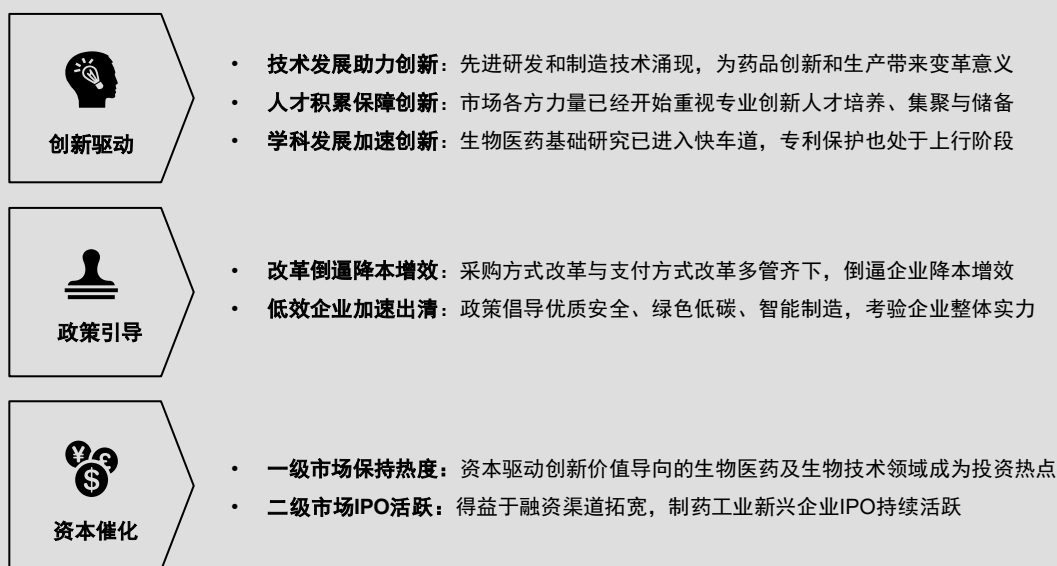 创新驱动
• 技术发展助力创新：先进研发和制造技术涌现，为药品创新和生产带来变革意义
• 人才积累保障创新：市场各方力量已经开始重视专业创新人才培养、集聚与储备
• 学科发展加速创新：生物医药基础研究已进入快车道，专利保护也处于上行阶段
政策引导
• 改革倒逼降本增效：采购方式改革与支付方式改革多管齐下，倒逼企业降本增效
• 低效企业加速出清：政策倡导优质安全、绿色低碳、智能制造，考验企业整体实力
¥ £
$
资本催化
• 一级市场保持热度：资本驱动创新价值导向的生物医药及生物技术领域成为投资热点
• 二级市场IPO活跃：得益于融资渠道拓宽，制药工业新兴企业IPO持续活跃